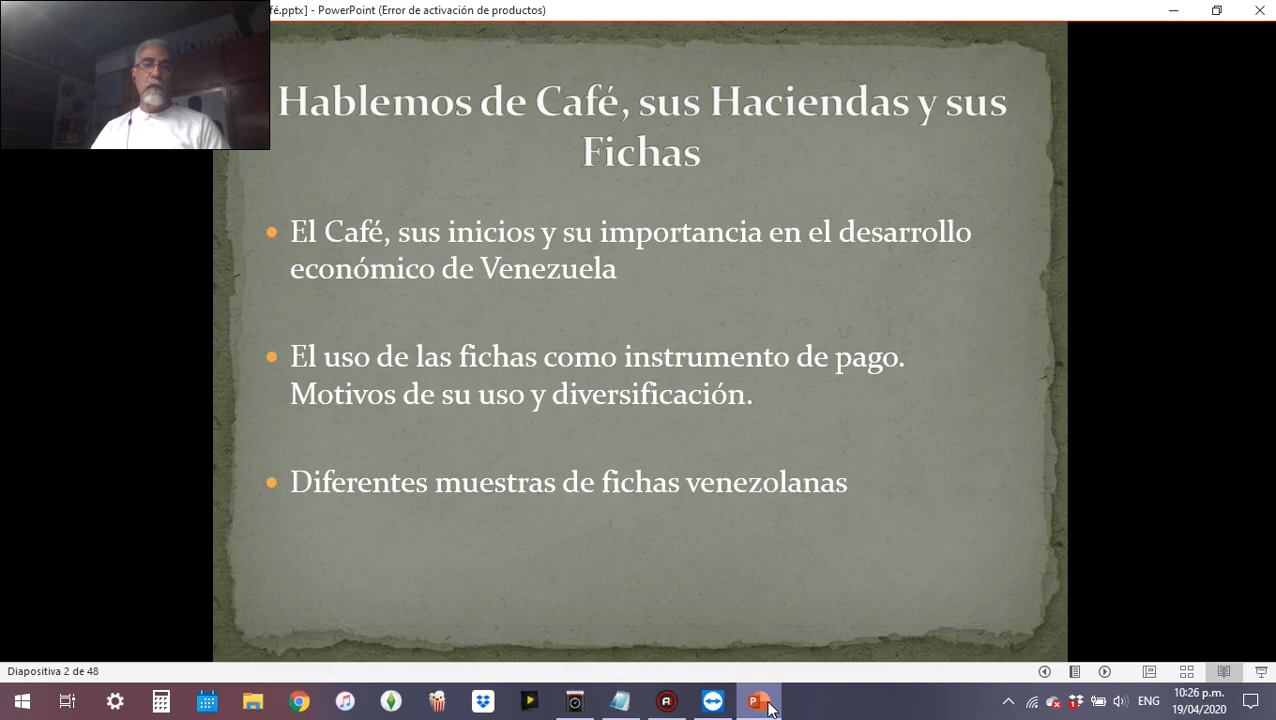 fé.pptx] - PowerPoint (Error de activación de productos)
Hablemos de Café, sus Haciendas y sus
Fichas
El Café, sus inicios y su importancia en el desarrollo
económico de Venezuela
El uso de las fichas como instrumento de pago.
Motivos de su uso y diversificación.
Diferentes muestras de fichas venezolanas
Diapositiva 2 de 48
ENG
10:26 p.m.
19/04/2020